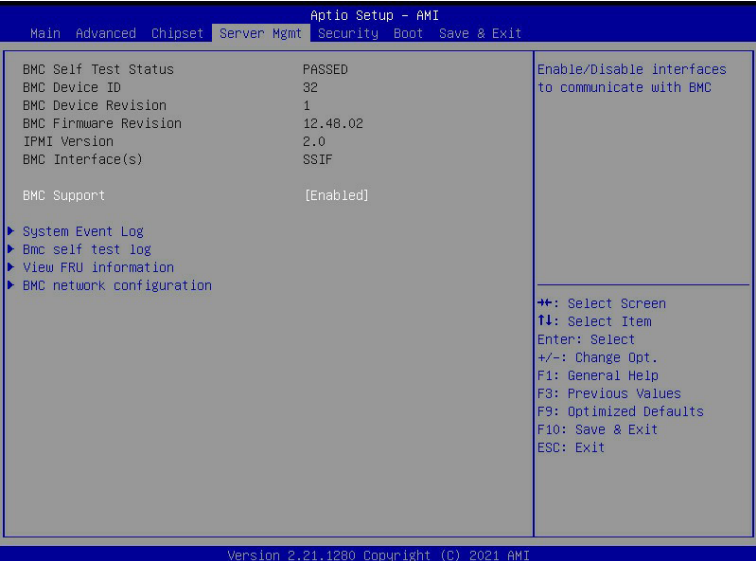 Aptio Setup – AMI
Main Advanced Chipset Server Mgmt Security Boot Save & Exit
BMC Self Test Status PASSED
BMC Device ID 32
BMC Device Revision 1
BMC Firmware Revision 12.48.02
IPMI Version 2.0
BMC Interface(s) SSIF
BMC Support [Enabled]
System Event Log
Bmc self test log
View FRU information
BMC network configuration
Enable/Disable interfaces
to communicate with BMC
→←: Select Screen
↑↓: Select Item
Enter: Select
+/-: Change Opt.
F1: General Help
F3: Previous Values
F9: Optimized Defaults
F10: Save & Exit
ESC: Exit
Version 2.21.1280 Copyright (C) 2021 AMI